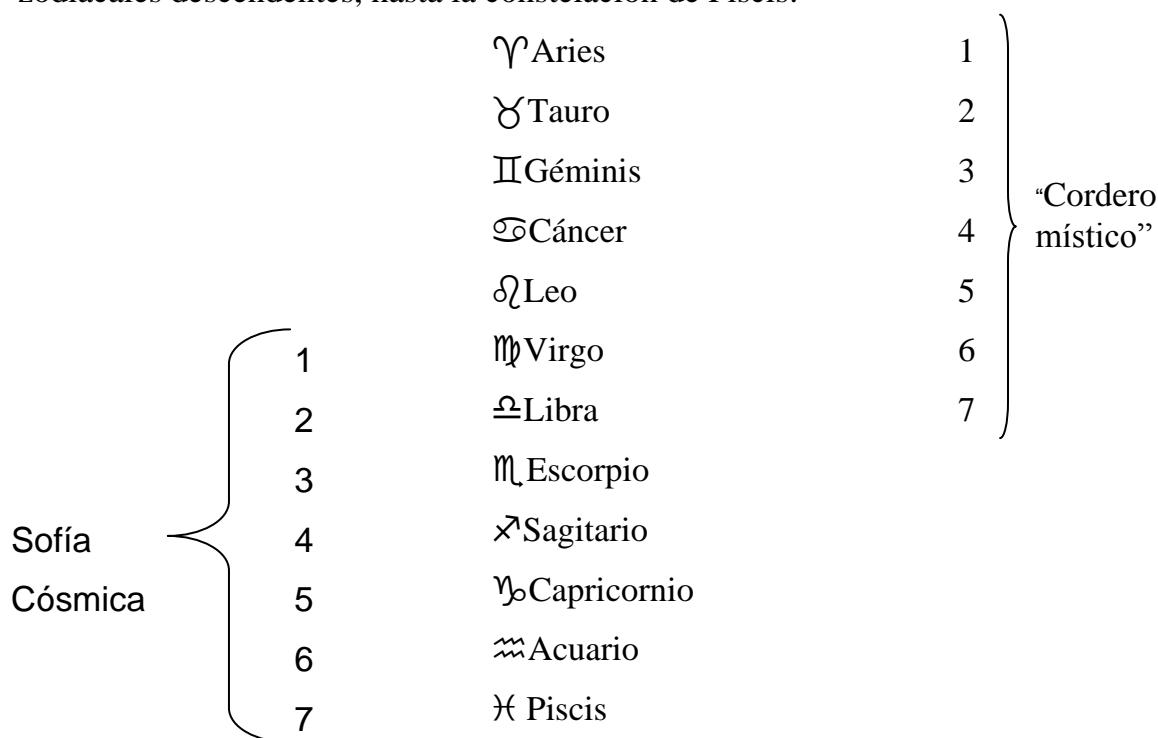 zodiacales descendentes, hasta la constelación de Piscis:
♈Aries 1
♉Tauro 2
♊Géminis 3
“Cordero
♋Cáncer 4 místico”
♌Leo 5
1 ♍Virgo 6
2 ♎Libra 7
3 ♏Escorpio
Sofía 4 ♐Sagitario
Cósmica 5 ♑Capricornio
6 ♒Acuario
7 ♓ Piscis